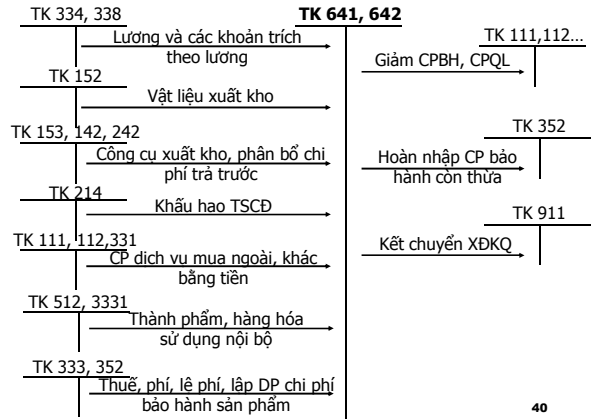 TK 334, 338
TK 641, 642
Lương và các khoản trích
theo lương
TK 111,112…
Giảm CPBH, CPQL
TK 152
Vật liệu xuất kho
TK 153, 142, 242
Công cụ xuất kho, phân bổ chi
phí trả trước
TK 352
Hoàn nhập CP bảo
hành còn thừa
TK 214
Khấu hao TSCĐ
TK 911
Kết chuyển XĐKQ
TK 111, 112,331
CP dịch vụ mua ngoài, khác
bằng tiền
TK 512, 3331
Thành phẩm, hàng hóa
sử dụng nội bộ
TK 333, 352
Thuế, phí, lệ phí, lập DP chi phí
bảo hành sản phẩm
40